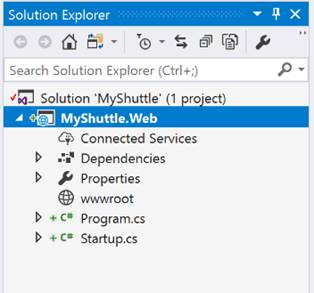 Solution Explorer
Search Solution Explorer (Ctrl+;)
Solution 'MyShuttle' (1 project)
MyShuttle.Web
Connected Services
Dependencies
Properties
wwwroot
+ C# Program.cs
+ C# Startup.cs